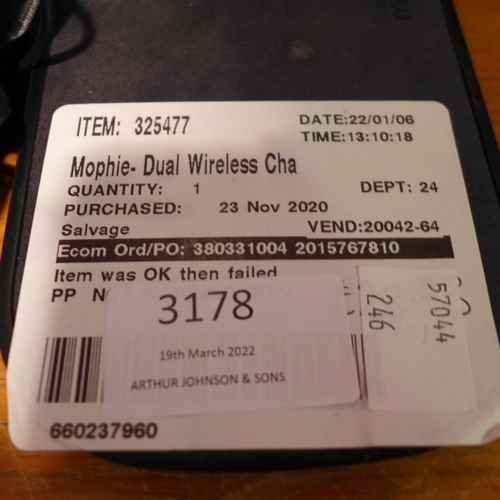 ITEM: 325477
DATE:22/01/06
TIME:13:10:18
Mophie- Dual Wireless Cha
QUANTITY: 1
DEPT: 24
PURCHASED: 23 Nov 2020
Salvage
VEND:20042-64
Ecom Ord/PO: 380331004 2015767810
Item was OK then failed
PP
3178
19th March 2022
ARTHUR JOHNSON & SONS
246
57044
660237960